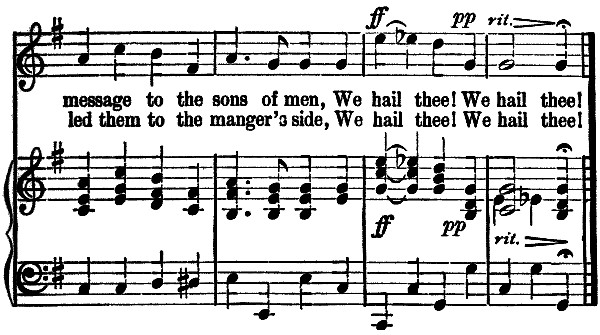 ff pp rit.
message to the sons of men, We hail thee! We hail thee!
led them to the manger's side, We hail thee! We hail thee!
ff pp
rit.